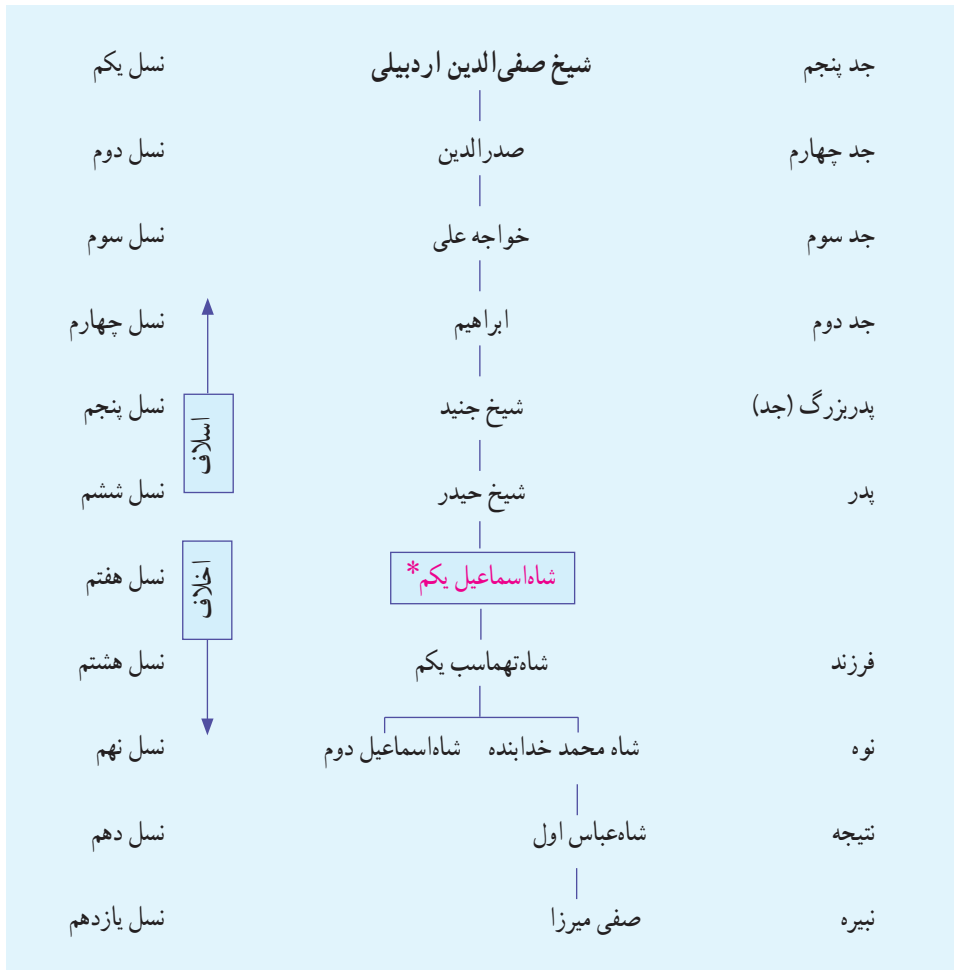 جد پنجم شیخ صفی‌الدین اردبیلی نسل یکم
جد چهارم صدرالدین نسل دوم
جد سوم خواجه علی نسل سوم
جد دوم ابراهیم نسل چهارم
پدربزرگ (جد) شیخ جنید نسل پنجم
اسلاف
پدر شیخ حیدر نسل ششم
شاه‌اسماعیل یکم* نسل هفتم
اخلاف
فرزند شاه‌تهماسب یکم نسل هشتم
نوه شاه محمد خدابنده شاه‌اسماعیل دوم نسل نهم
نتیجه شاه‌عباس اول نسل دهم
نبیره صفی میرزا نسل یازدهم